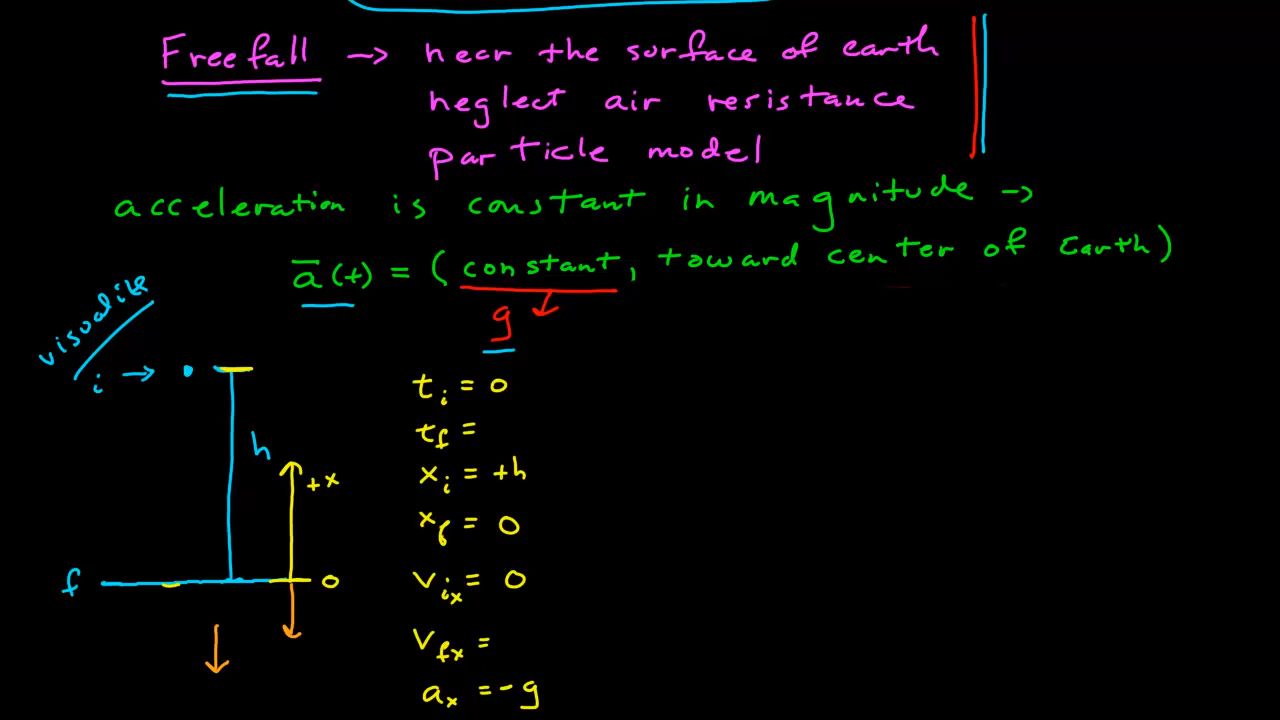 Freefall → near the surface of earth
neglect air resistance
particle model
acceleration is constant in magnitude →
a̅(t) = (constant, toward center of Earth)
g
visualize
i →
h
+x
f
0
tᵢ = 0
t_f =
xᵢ = +h
x_f = 0
v_ix = 0
v_fx =
aₓ = -g